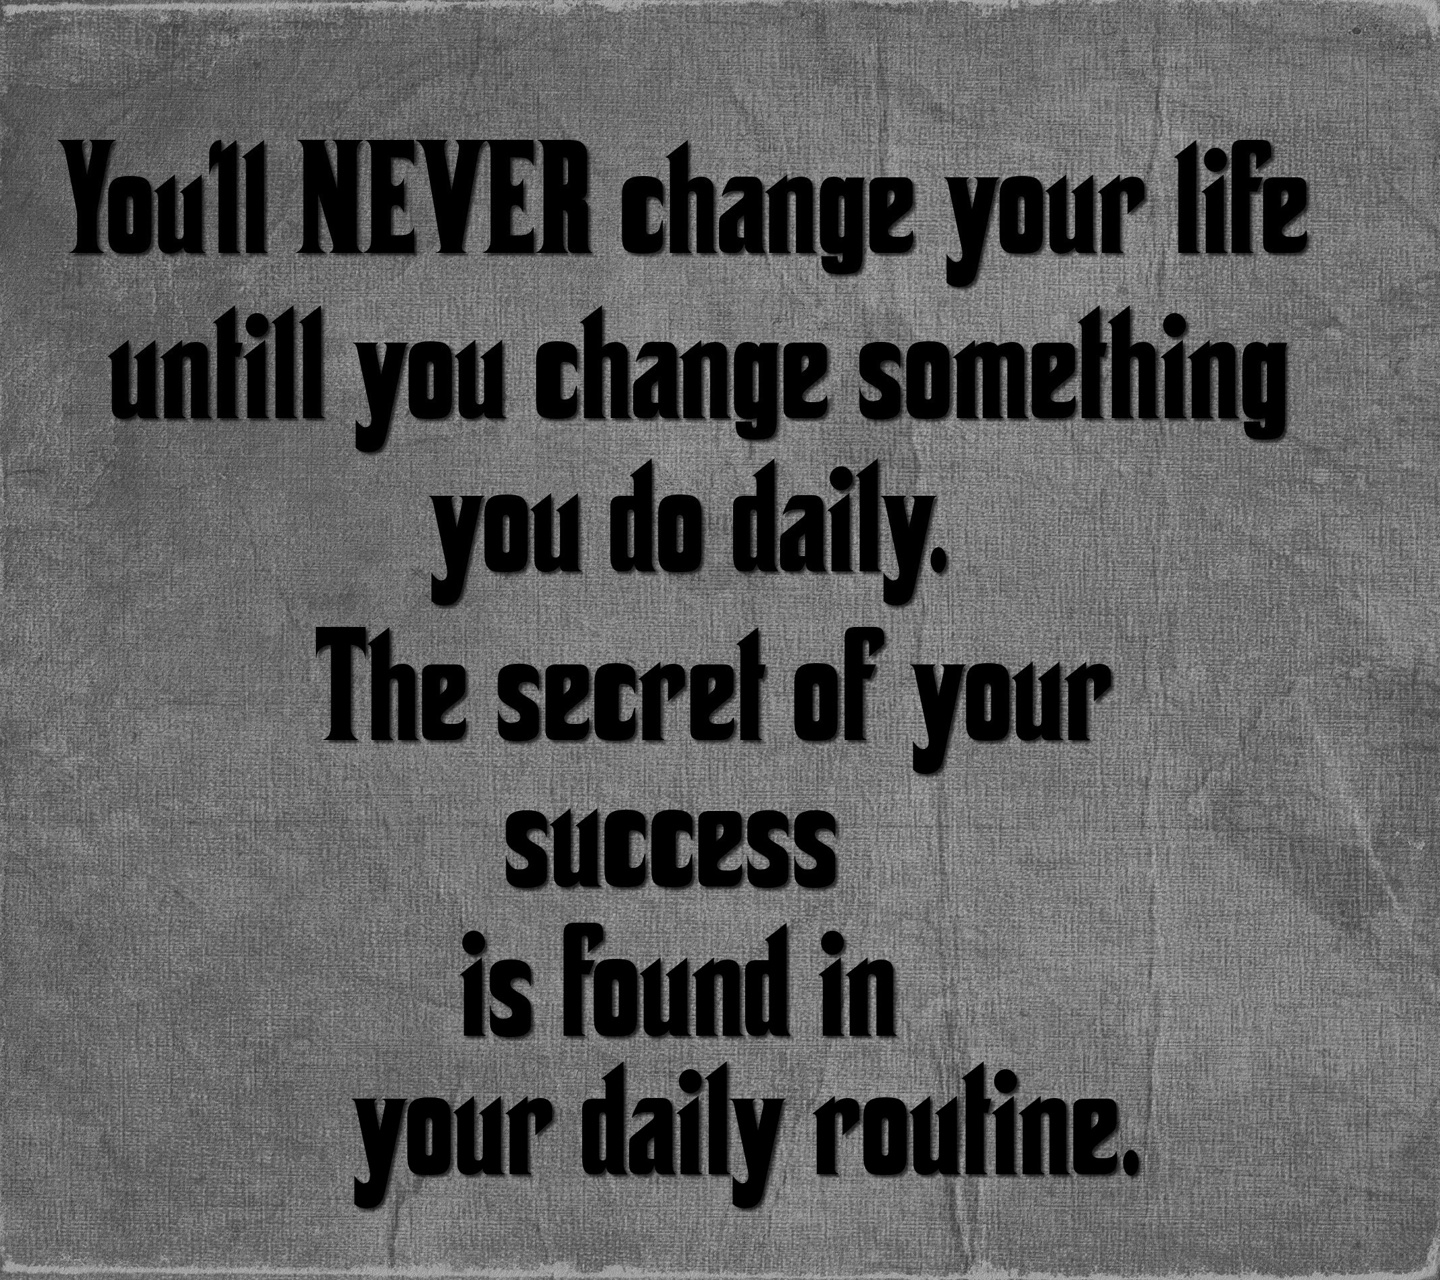 You'll NEVER change your life
untill you change something
you do daily.
The secret of your
success
is found in
your daily routine.